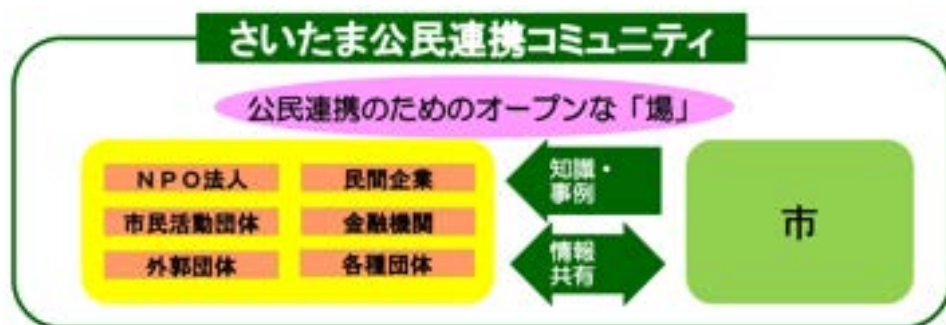 さいたま公民連携コミュニティ
公民連携のためのオープンな「場」
ＮＰＯ法人
民間企業
市民活動団体
金融機関
外郭団体
各種団体
知識・
事例
情報
共有
市